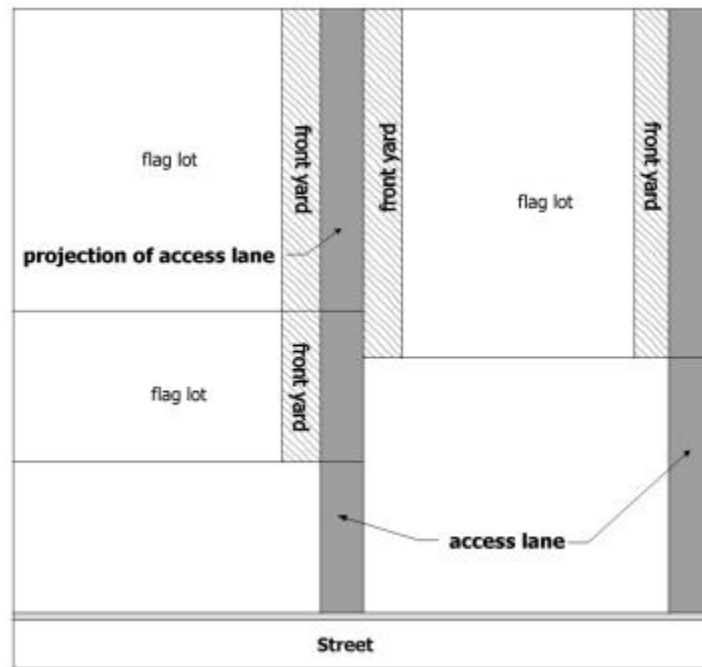 front yard
front yard
front yard
flag lot
flag lot
projection of access lane
front yard
flag lot
access lane
Street